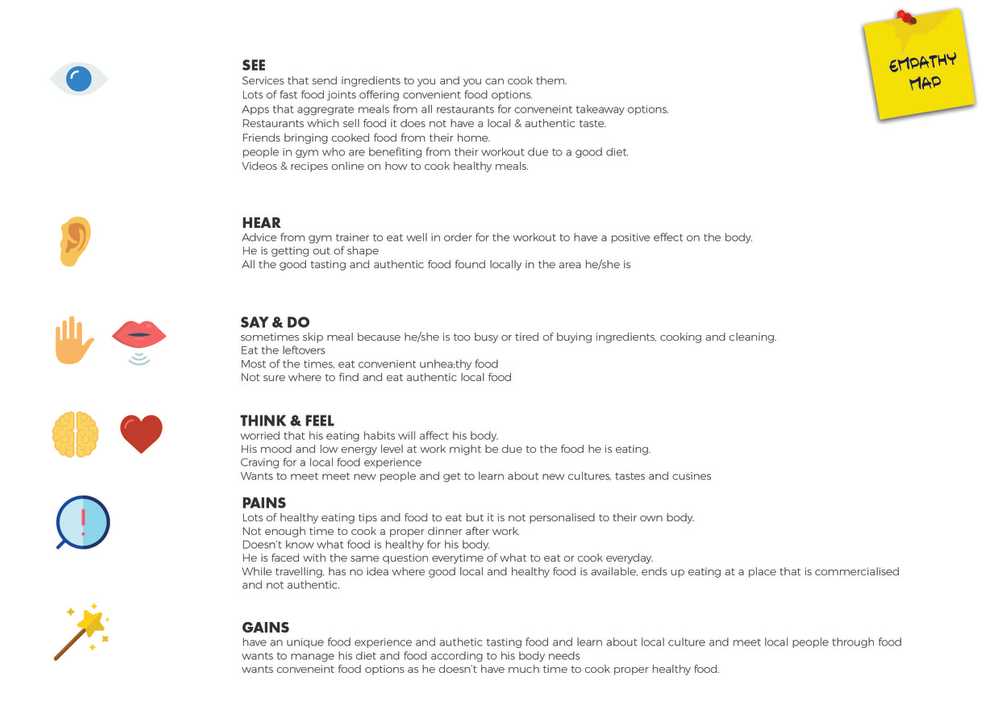 EMPATHY
MAP
SEE
Services that send ingredients to you and you can cook them.
Lots of fast food joints offering convenient food options.
Apps that aggregrate meals from all restaurants for conveneint takeaway options.
Restaurants which sell food it does not have a local & authentic taste.
Friends bringing cooked food from their home.
people in gym who are benefiting from their workout due to a good diet.
Videos & recipes online on how to cook healthy meals.
HEAR
Advice from gym trainer to eat well in order for the workout to have a positive effect on the body.
He is getting out of shape
All the good tasting and authentic food found locally in the area he/she is
SAY & DO
sometimes skip meal because he/she is too busy or tired of buying ingredients, cooking and cleaning.
Eat the leftovers
Most of the times, eat convenient unhea;thy food
Not sure where to find and eat authentic local food
THINK & FEEL
worried that his eating habits will affect his body.
His mood and low energy level at work might be due to the food he is eating.
Craving for a local food experience
Wants to meet meet new people and get to learn about new cultures, tastes and cusines
PAINS
Lots of healthy eating tips and food to eat but it is not personalised to their own body.
Not enough time to cook a proper dinner after work.
Doesn't know what food is healthy for his body.
He is faced with the same question everytime of what to eat or cook everyday.
While travelling, has no idea where good local and healthy food is available, ends up eating at a place that is commercialised
and not authentic.
GAINS
have an unique food experience and authetic tasting food and learn about local culture and meet local people through food
wants to manage his diet and food according to his body needs
wants conveneint food options as he doesn't have much time to cook proper healthy food.